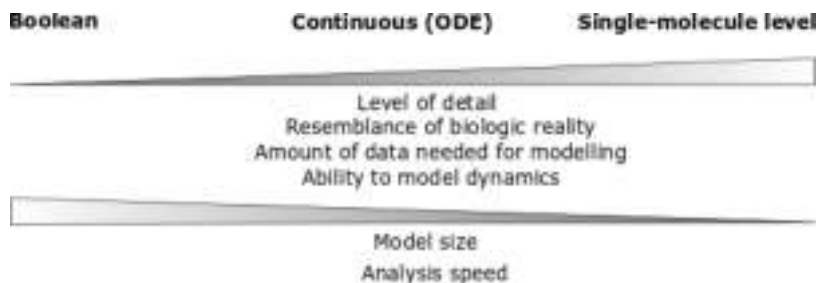 Boolean Continuous (ODE) Single-molecule level
Level of detail
Resemblance of biologic reality
Amount of data needed for modelling
Ability to model dynamics
Model size
Analysis speed